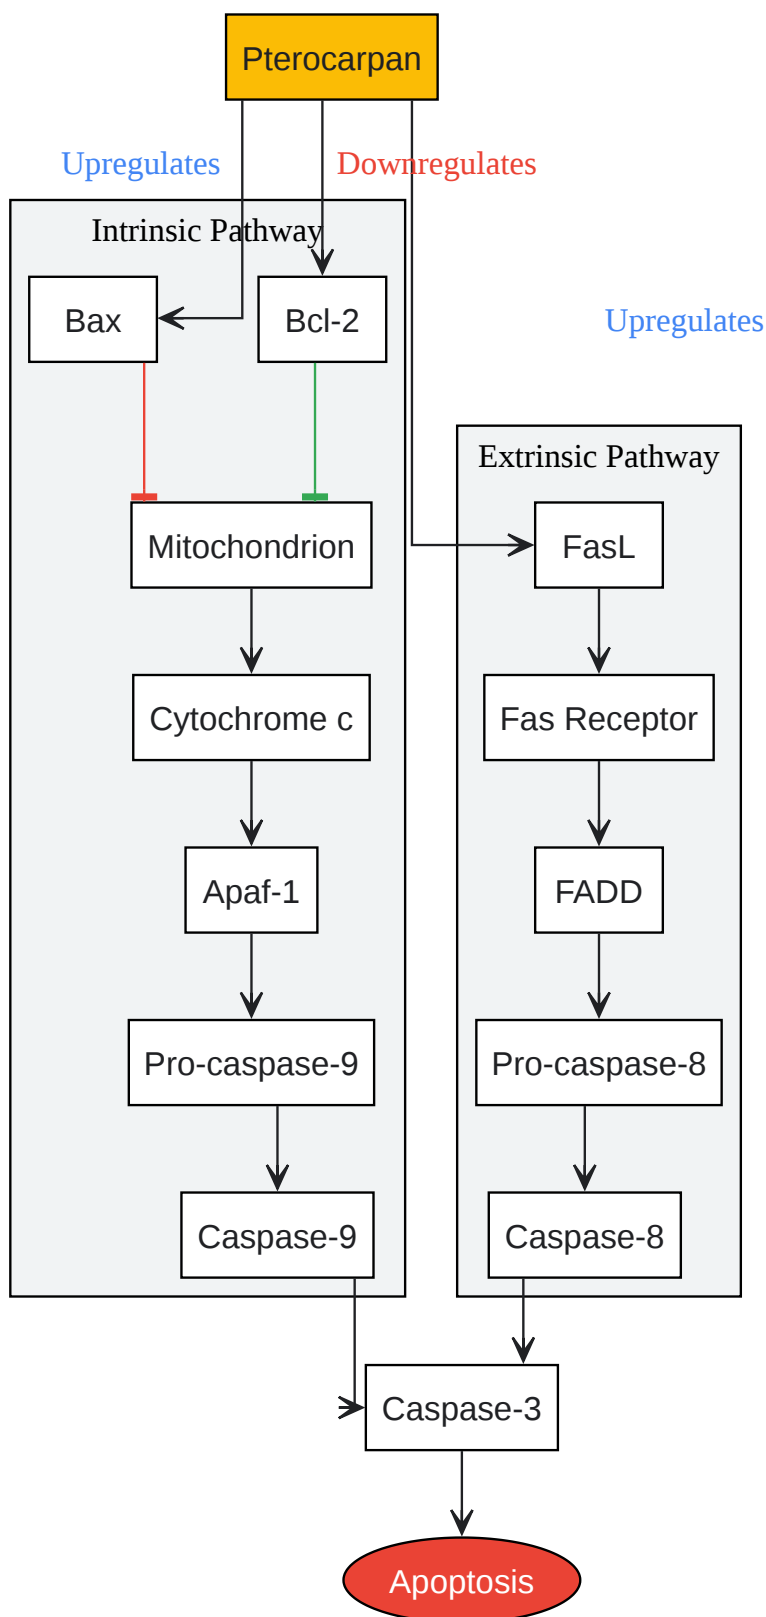 Pterocarpan
Upregulates
Downregulates
Intrinsic Pathway
Bax
Bcl-2
Upregulates
Extrinsic Pathway
Mitochondrion
FasL
Cytochrome c
Fas Receptor
Apaf-1
FADD
Pro-caspase-9
Pro-caspase-8
Caspase-9
Caspase-8
Caspase-3
Apoptosis